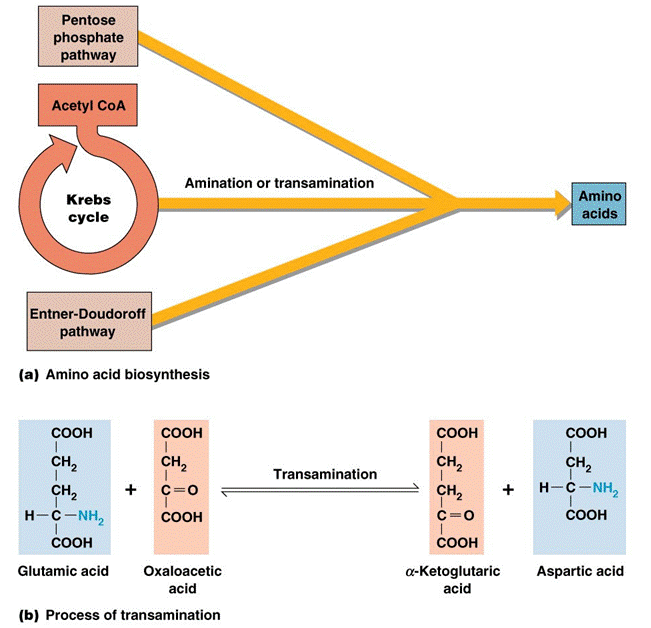 Pentose
phosphate
pathway
Acetyl CoA
Krebs
cycle
Amination or transamination
Amino
acids
Entner-Doudoroff
pathway
(a) Amino acid biosynthesis
COOH
CH₂
CH₂
H—C—NH₂
COOH
Glutamic acid
+
COOH
CH₂
C=O
COOH
Oxaloacetic
acid
Transamination
COOH
CH₂
CH₂
C=O
COOH
α-Ketoglutaric
acid
+
COOH
CH₂
H—C—NH₂
COOH
Aspartic acid
(b) Process of transamination